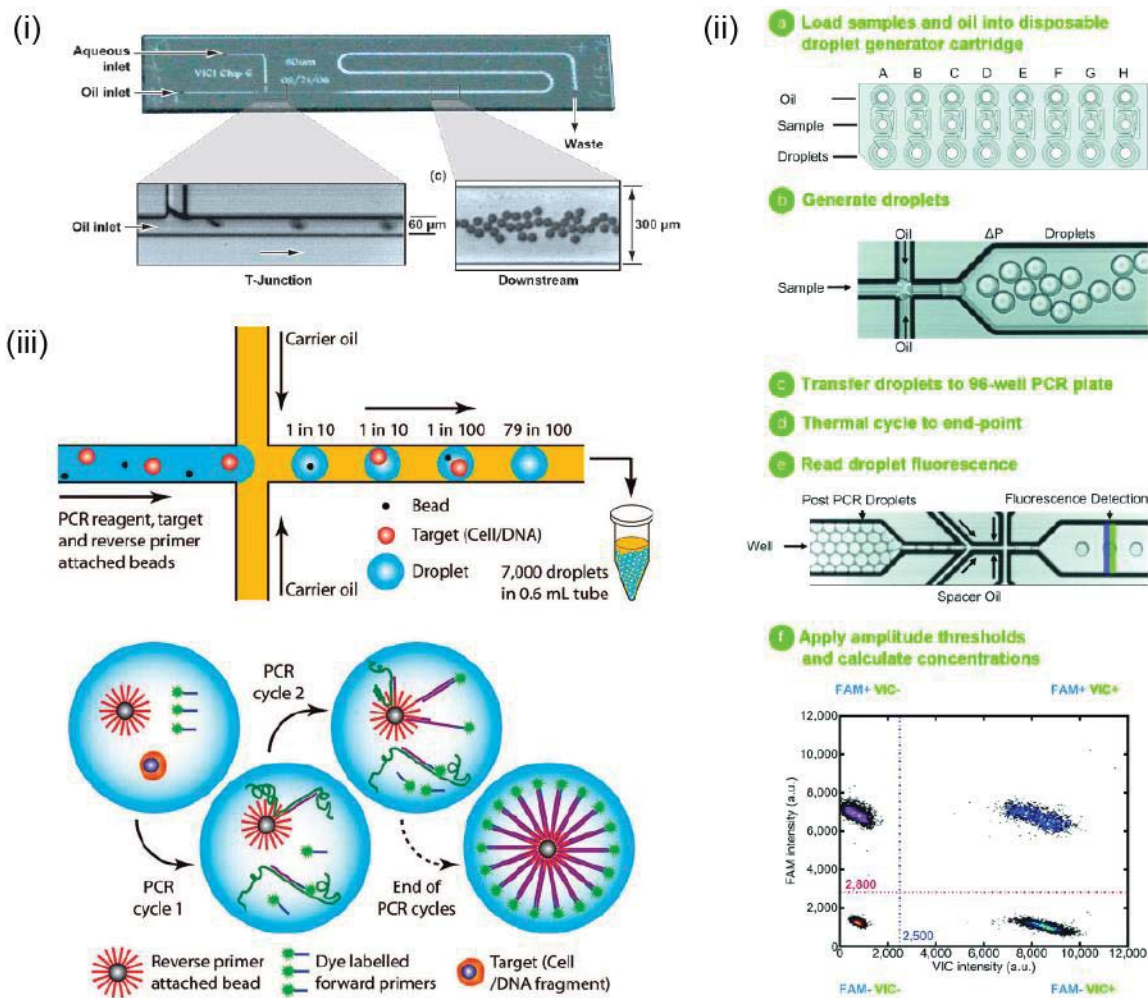 (i)
Aqueous
inlet
VICI Chip 6
60um
08/21/06
Oil inlet
Waste
(c)
Oil inlet
60 µm
300 µm
T-Junction
Downstream
(ii)
a Load samples and oil into disposable
droplet generator cartridge
A B C D E F G H
Oil
Sample
Droplets
b Generate droplets
Oil ΔP Droplets
Sample
Oil
c Transfer droplets to 96-well PCR plate
d Thermal cycle to end-point
e Read droplet fluorescence
Post PCR Droplets Fluorescence Detection
Well
Spacer Oil
f Apply amplitude thresholds
and calculate concentrations
FAM+ VIC- FAM+ VIC+
12,000
10,000
8,000
6,000
4,000
2,800
2,000
0
2,500
0 2,000 4,000 6,000 8,000 10,000 12,000
FAM intensity (a.u.)
VIC intensity (a.u.)
FAM- VIC- FAM- VIC+
(iii)
Carrier oil
1 in 10 1 in 10 1 in 100 79 in 100
PCR reagent, target
and reverse primer
attached beads
Bead
Target (Cell/DNA)
Droplet
Carrier oil
7,000 droplets
in 0.6 mL tube
PCR
cycle 2
PCR
cycle 1
End of
PCR cycles
Reverse primer
attached bead
Dye labelled
forward primers
Target (Cell
/DNA fragment)